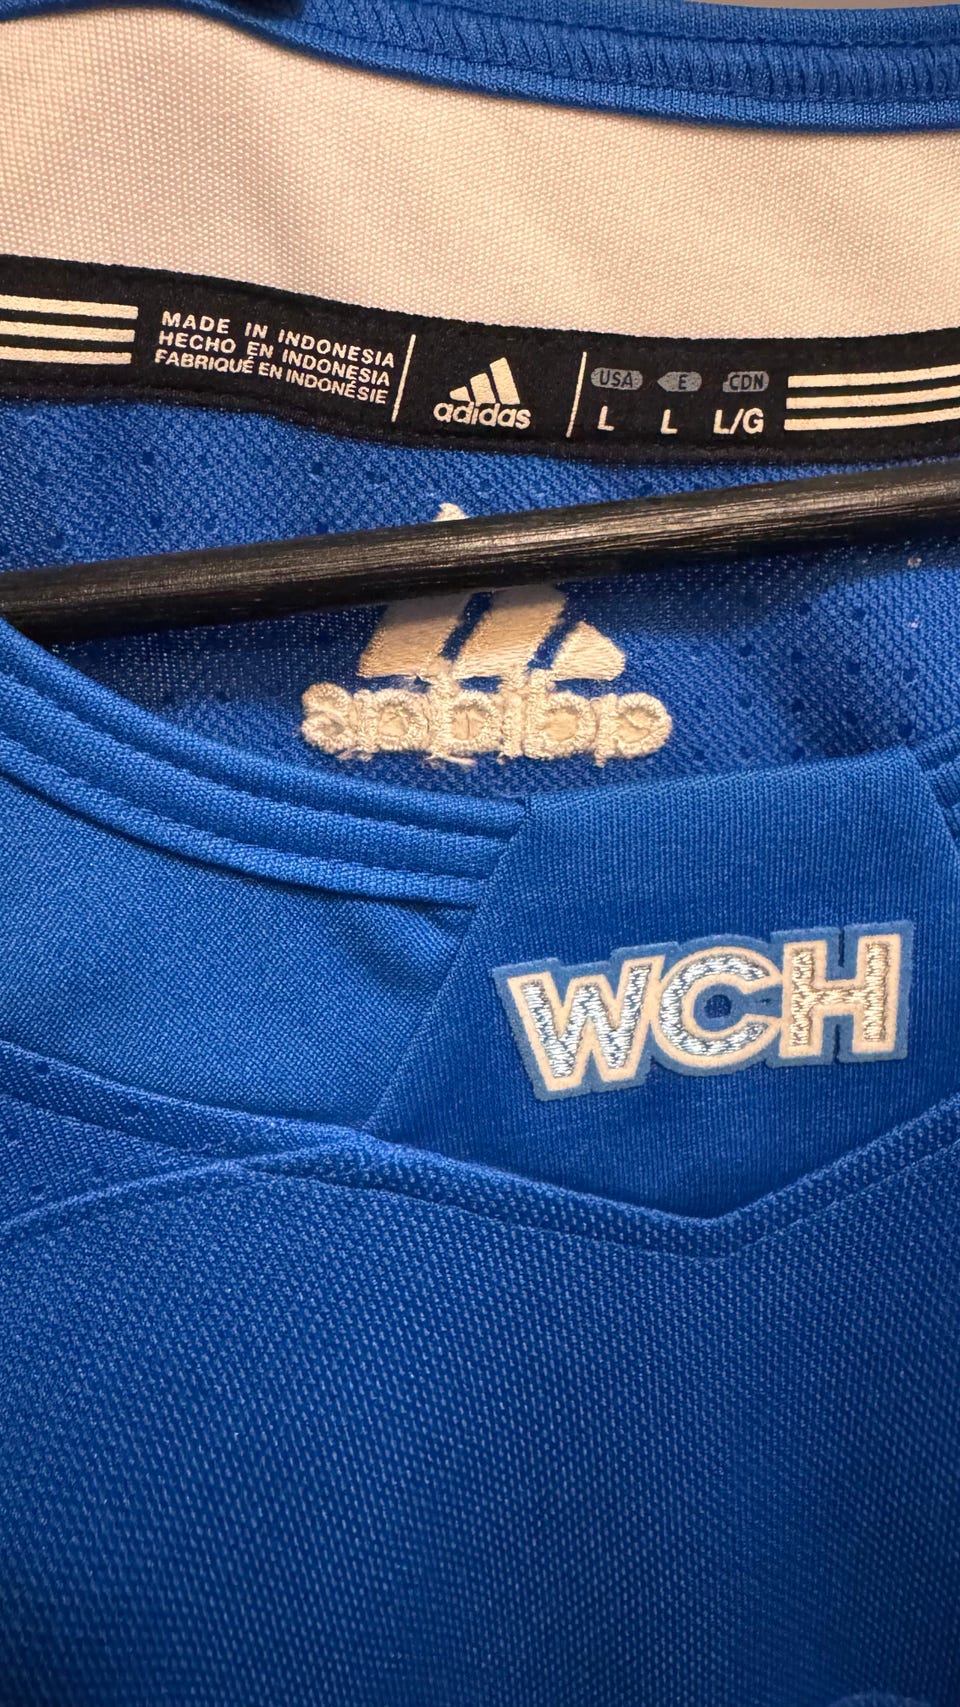 MADE IN INDONESIA
HECHO EN INDONESIA
FABRIQUÉ EN INDONÉSIE
adidas
USA E CDN
L L L/G
adidas
WCH